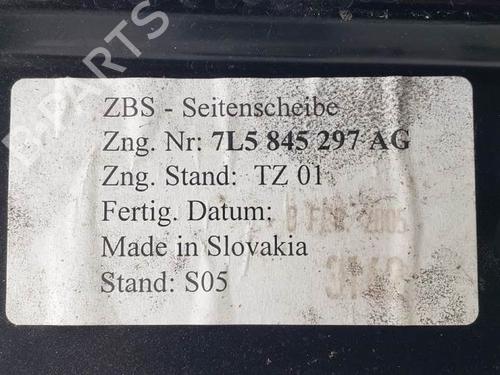 ZBS - Seitenscheibe
Zng. Nr: 7L5 845 297 AG
Zng. Stand: TZ 01
Fertig. Datum:
Made in Slovakia
Stand: S05
B PARTS